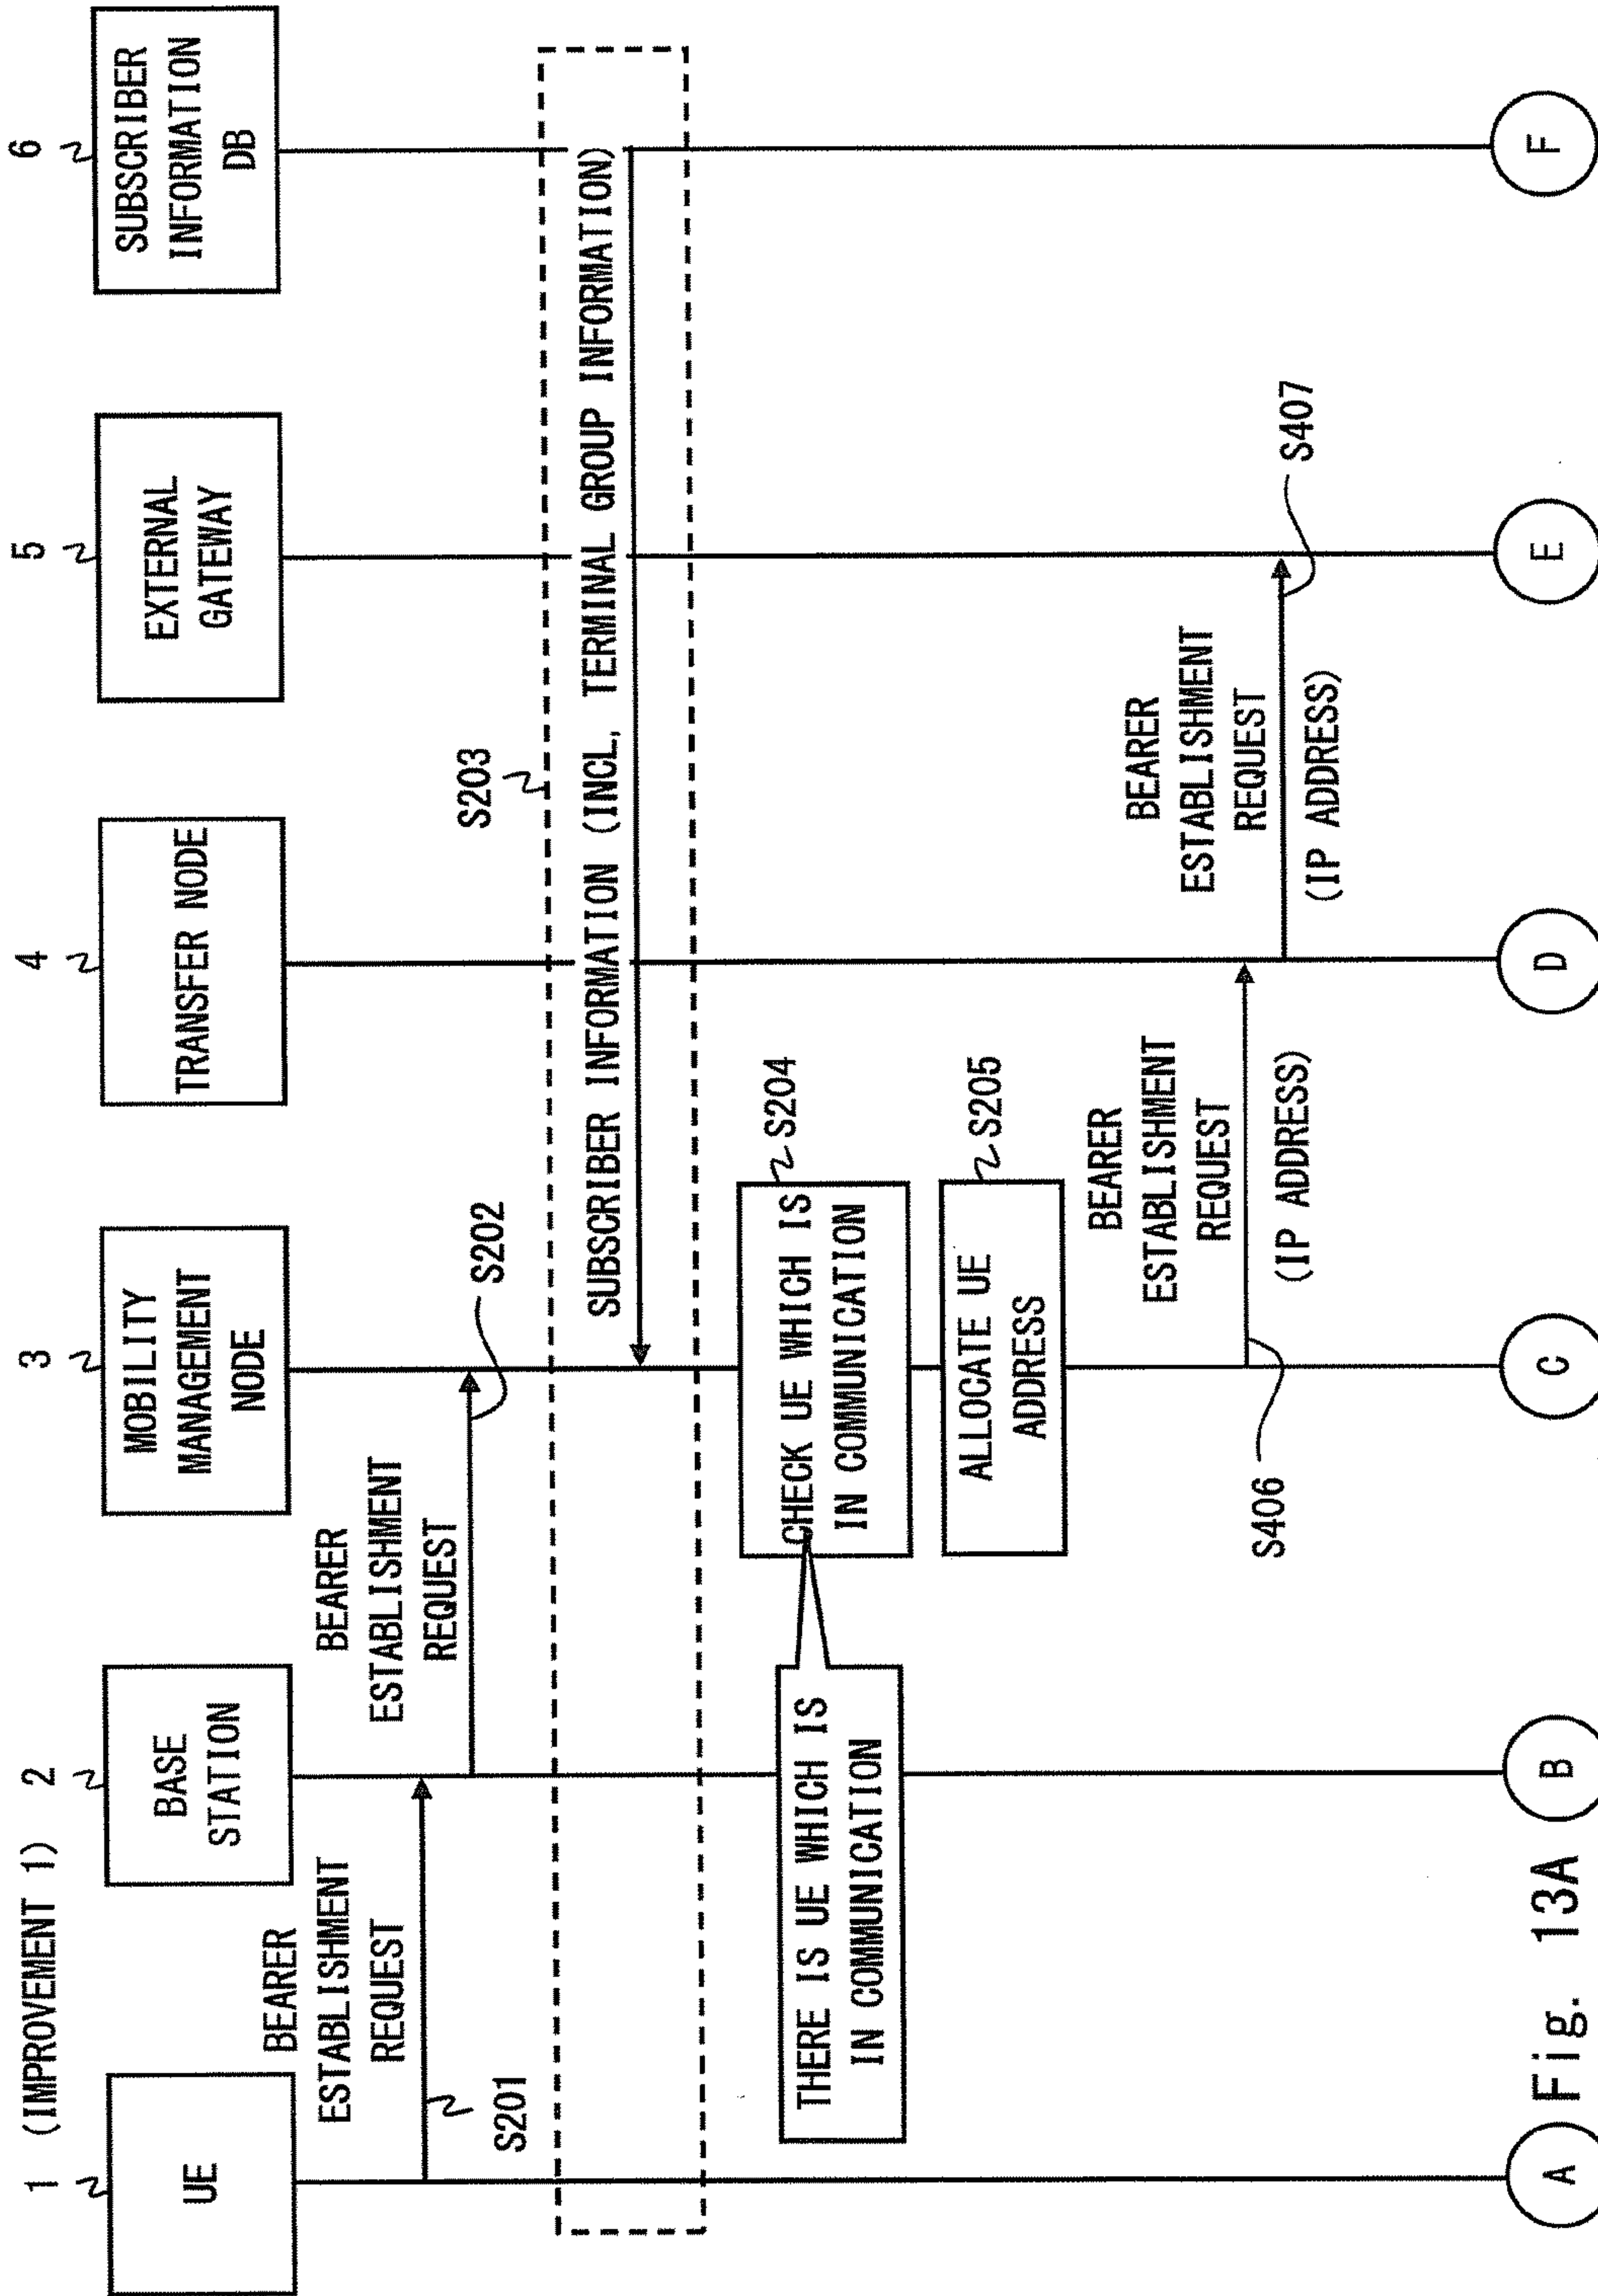 (IMPROVEMENT 1)
1
2
3
4
5
6
UE
BASE
STATION
MOBILITY
MANAGEMENT
NODE
TRANSFER NODE
EXTERNAL
GATEWAY
SUBSCRIBER
INFORMATION
DB
BEARER
ESTABLISHMENT
REQUEST
S201
BEARER
ESTABLISHMENT
REQUEST
S202
S203
SUBSCRIBER INFORMATION (INCL, TERMINAL GROUP INFORMATION)
THERE IS UE WHICH IS
IN COMMUNICATION
CHECK UE WHICH IS
IN COMMUNICATION
S204
ALLOCATE UE
ADDRESS
S205
BEARER
ESTABLISHMENT
REQUEST
(IP ADDRESS)
S406
BEARER
ESTABLISHMENT
REQUEST
(IP ADDRESS)
S407
A
B
C
D
E
F
Fig. 13A